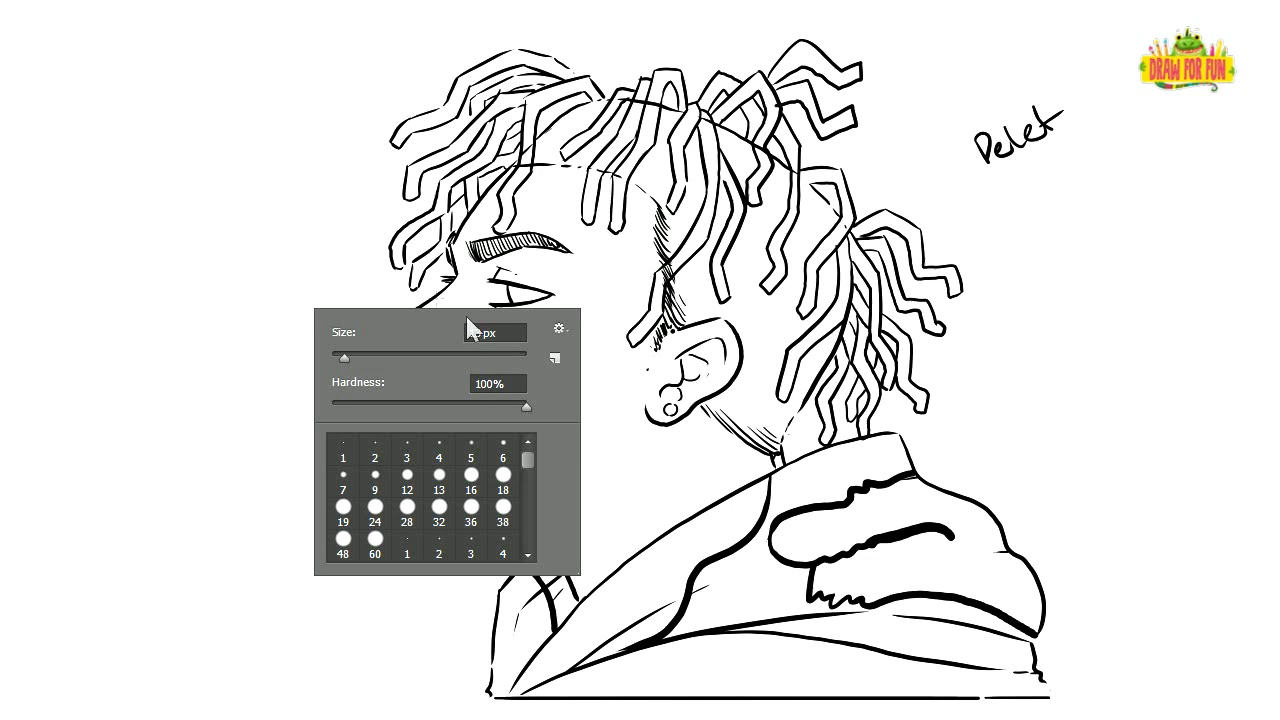 DRAW FOR FUN
Delet
Size:
px
Hardness:
100%
1 2 3 4 5 6
7 9 12 13 16 18
19 24 28 32 36 38
48 60 1 2 3 4